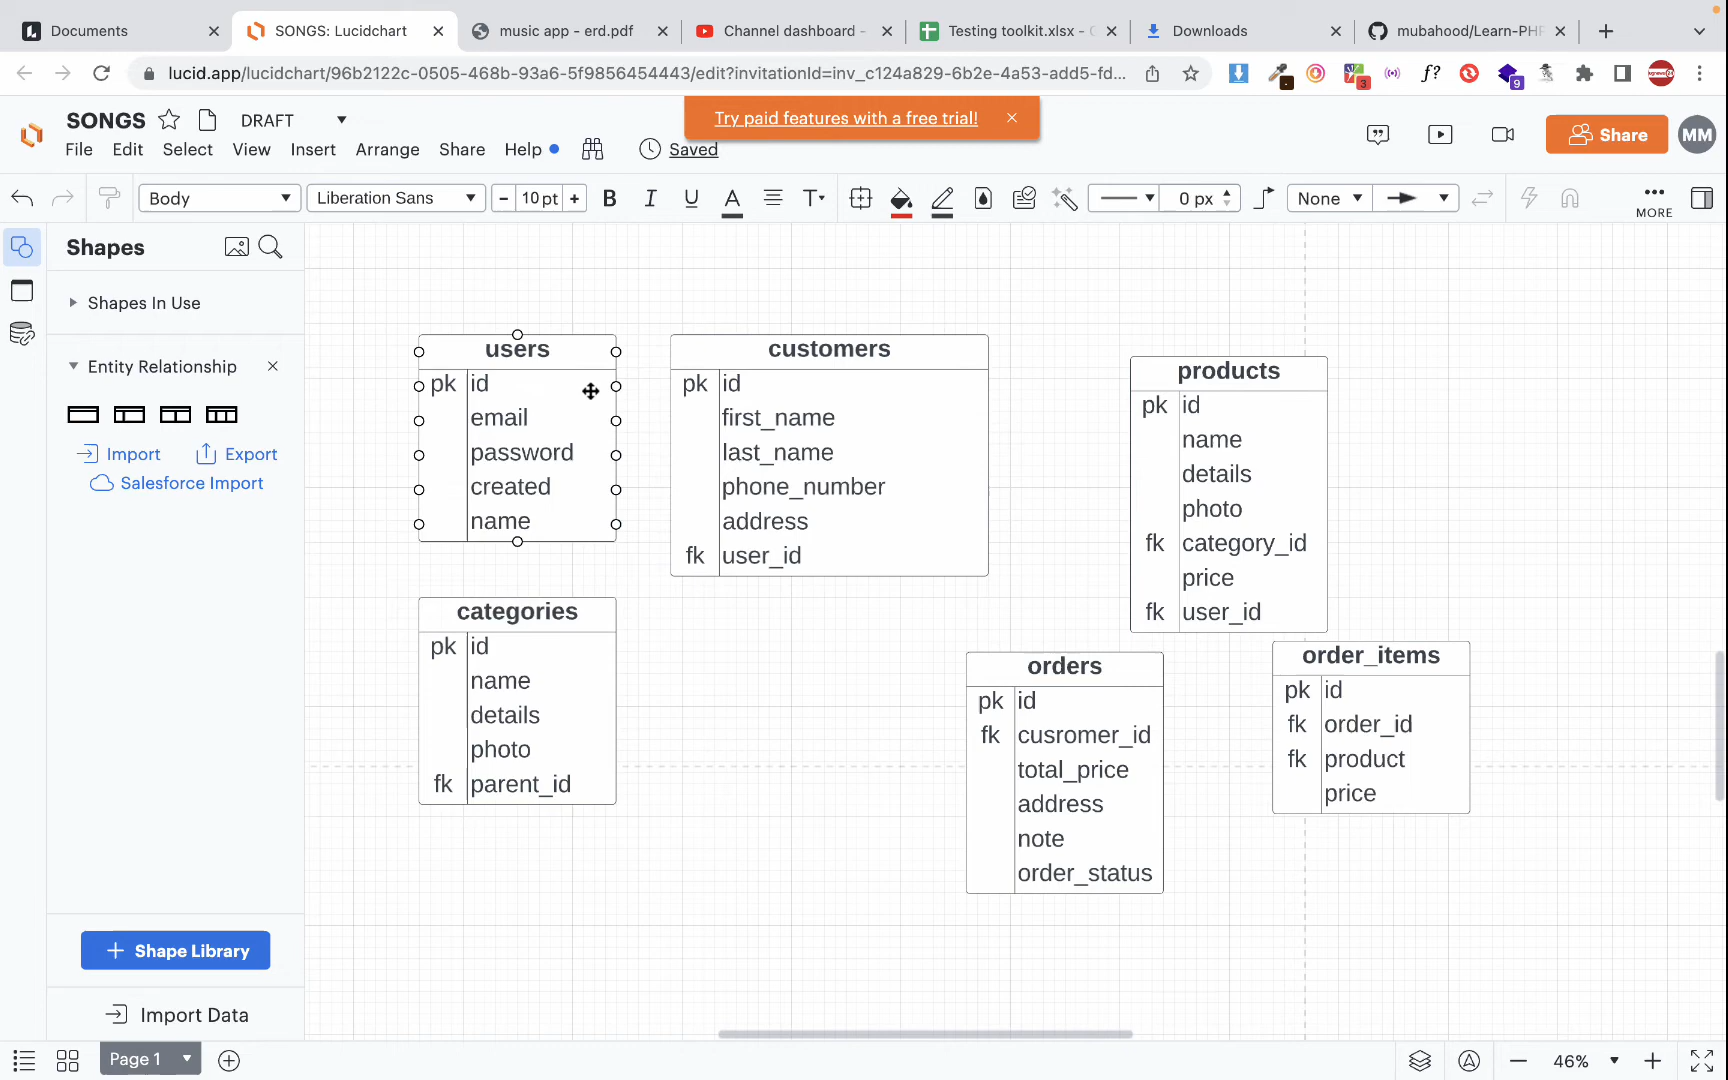 Documents
SONGS: Lucidchart
music app - erd.pdf
Channel dashboard -
Testing toolkit.xlsx - G
Downloads
mubahood/Learn-PHP
lucid.app/lucidchart/96b2122c-0505-468b-93a6-5f9856454443/edit?invitationId=inv_c124a829-6b2e-4a53-add5-fd...
f?
3
9
SONGS
DRAFT
Try paid features with a free trial!
File Edit Select View Insert Arrange Share Help
Saved
Share
MM
Body
Liberation Sans
− 10 pt +
B I U A T
0 px
None
MORE
Shapes
Shapes In Use
Entity Relationship
Import
Export
Salesforce Import
+ Shape Library
Import Data
users
pk id
email
password
created
name
customers
pk id
first_name
last_name
phone_number
address
fk user_id
products
pk id
name
details
photo
fk category_id
price
fk user_id
categories
pk id
name
details
photo
fk parent_id
orders
pk id
fk cusromer_id
total_price
address
note
order_status
order_items
pk id
fk order_id
fk product
price
Page 1
46%